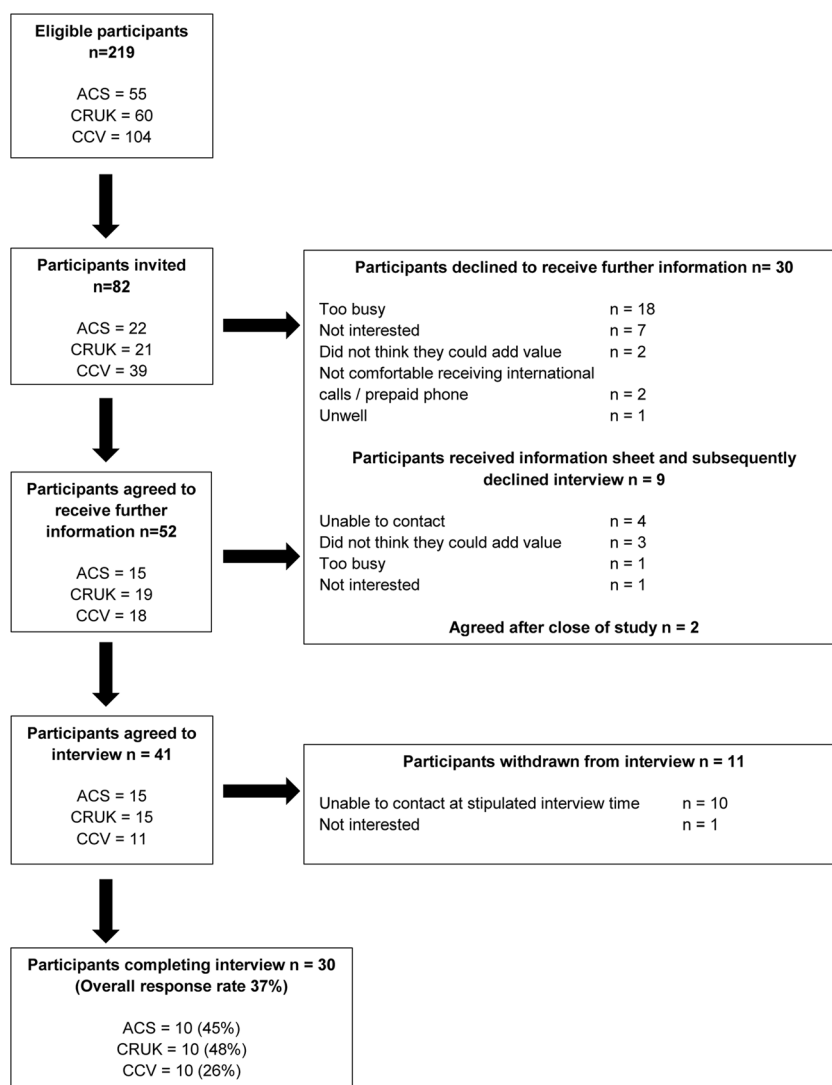 Eligible participants
n=219
ACS = 55
CRUK = 60
CCV = 104
Participants invited
n=82
ACS = 22
CRUK = 21
CCV = 39
Participants declined to receive further information n= 30
Too busy n = 18
Not interested n = 7
Did not think they could add value n = 2
Not comfortable receiving international
calls / prepaid phone n = 2
Unwell n = 1
Participants received information sheet and subsequently
declined interview n = 9
Unable to contact n = 4
Did not think they could add value n = 3
Too busy n = 1
Not interested n = 1
Agreed after close of study n = 2
Participants agreed to
receive further
information n=52
ACS = 15
CRUK = 19
CCV = 18
Participants agreed to
interview n = 41
ACS = 15
CRUK = 15
CCV = 11
Participants withdrawn from interview n = 11
Unable to contact at stipulated interview time n = 10
Not interested n = 1
Participants completing interview n = 30
(Overall response rate 37%)
ACS = 10 (45%)
CRUK = 10 (48%)
CCV = 10 (26%)